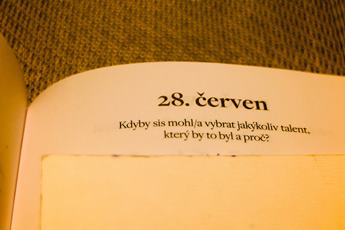 28. červen
Kdyby sis mohl/a vybrat jakýkoliv talent,
který by to byl a proč?